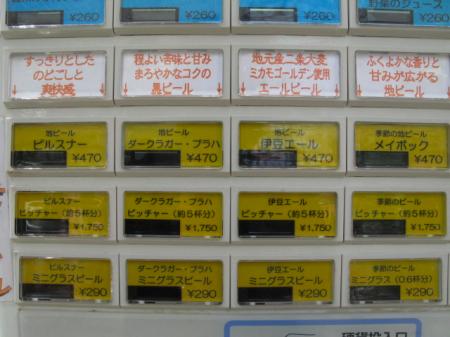 ¥260
¥260
¥260
野菜のジュース
¥260
すっきりとした
のどごしと
↓爽快感↓
程よい苦味と甘み
まろやかなコクの
↓黒ビール↓
地元産二条大麦
ミカモゴールデン使用
↓エールビール↓
ふくよかな香りと
甘みが広がる
↓地ビール↓
地ビール
ピルスナー
¥470
地ビール
ダークラガー・プラハ
¥470
地ビール
伊豆エール
¥470
季節の地ビール
メイボック
¥470
ピルスナー
ピッチャー(約5杯分)
¥1,750
ダークラガー・プラハ
ピッチャー(約5杯分)
¥1,750
伊豆エール
ピッチャー(約5杯分)
¥1,750
季節のビール
ピッチャー(約5杯分)
¥1,750
ピルスナー
ミニグラスビール
¥290
ダークラガー・プラハ
ミニグラスビール
¥290
伊豆エール
ミニグラスビール
¥290
季節のビール
ミニグラス(0.6杯分)
¥290
硬貨投入口